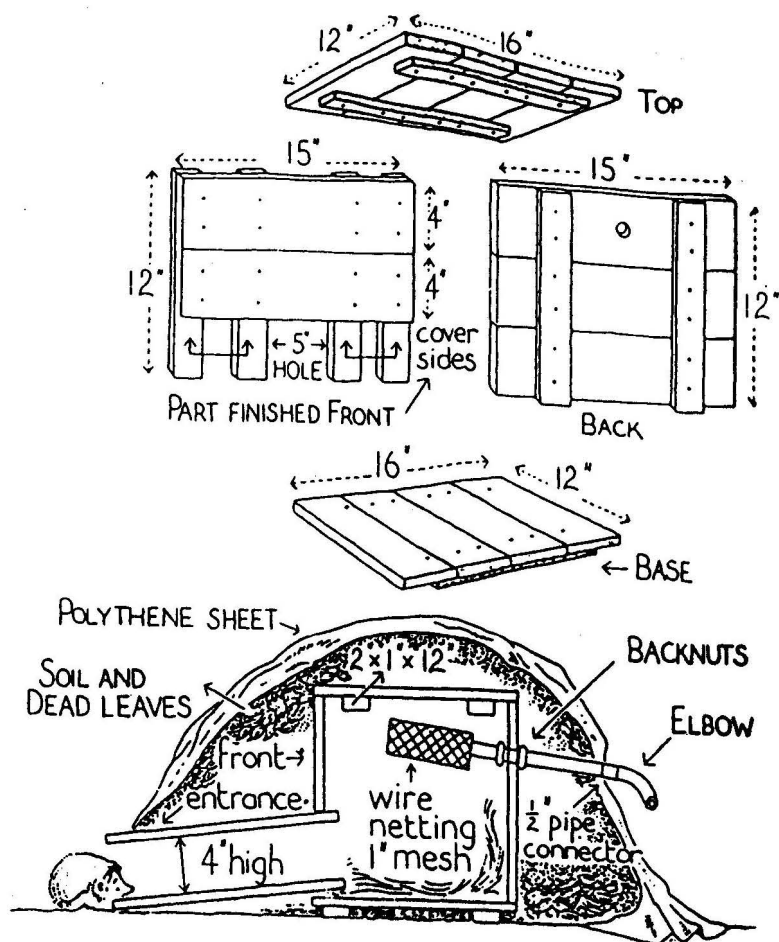 12"
16"
TOP
15"
12"
4"
4"
←5"→
HOLE
cover
sides
PART FINISHED FRONT
15"
12"
BACK
16"
12"
BASE
POLYTHENE SHEET
SOIL AND
DEAD LEAVES
2"x1"x12"
BACKNUTS
ELBOW
front
entrance.
4" high
wire
netting
1" mesh
1/2" pipe
connector